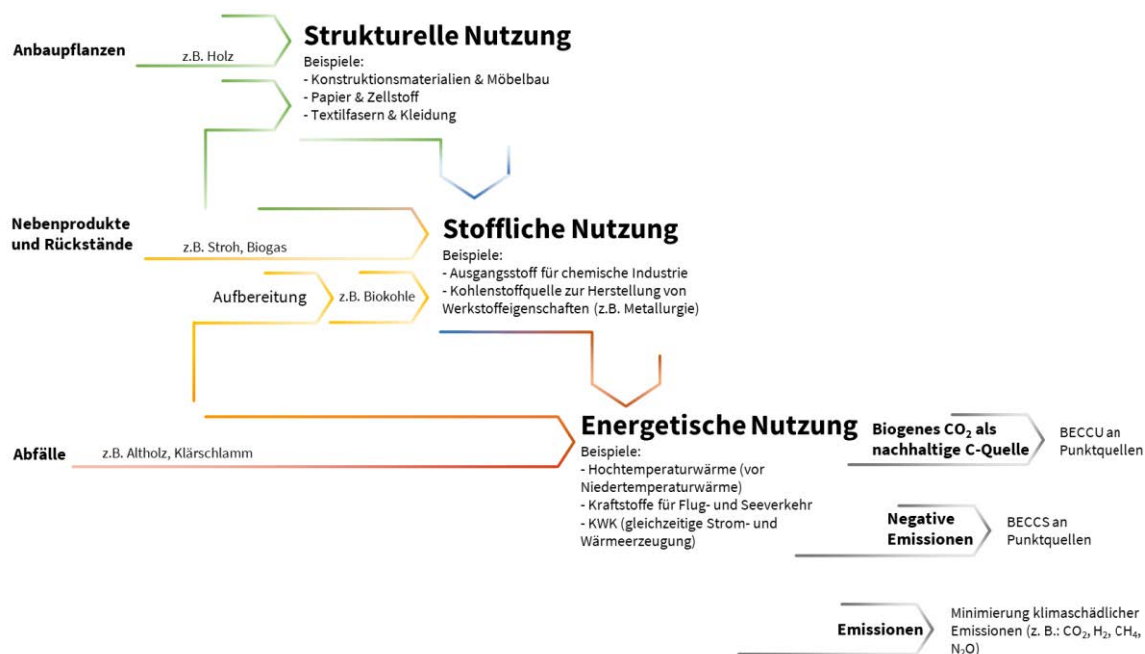 Anbaupflanzen
z.B. Holz
Strukturelle Nutzung
Beispiele:
- Konstruktionsmaterialien & Möbelbau
- Papier & Zellstoff
- Textilfasern & Kleidung
Nebenprodukte
und Rückstände
z.B. Stroh, Biogas
Stoffliche Nutzung
Beispiele:
- Ausgangsstoff für chemische Industrie
- Kohlenstoffquelle zur Herstellung von
Werkstoffeigenschaften (z.B. Metallurgie)
Aufbereitung
z.B. Biokohle
Abfälle
z.B. Altholz, Klärschlamm
Energetische Nutzung
Beispiele:
- Hochtemperaturwärme (vor
Niedertemperaturwärme)
- Kraftstoffe für Flug- und Seeverkehr
- KWK (gleichzeitige Strom- und
Wärmeerzeugung)
Biogenes CO₂ als
nachhaltige C-Quelle
BECCU an
Punktquellen
Negative
Emissionen
BECCS an
Punktquellen
Emissionen
Minimierung klimaschädlicher
Emissionen (z. B.: CO₂, H₂, CH₄,
N₂O)